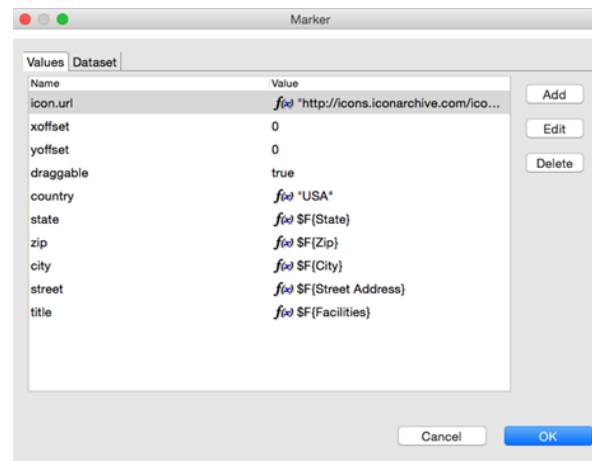 Marker
Values Dataset
Name Value
icon.url f(x) "http://icons.iconarchive.com/ico...
xoffset 0
yoffset 0
draggable true
country f(x) "USA"
state f(x) $F{State}
zip f(x) $F{Zip}
city f(x) $F{City}
street f(x) $F{Street Address}
title f(x) $F{Facilities}
Add
Edit
Delete
Cancel OK